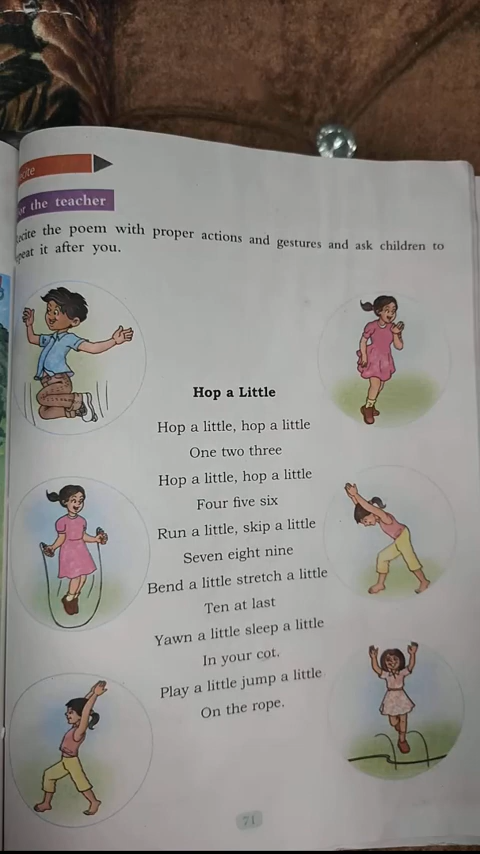 or the teacher
ecite the poem with proper actions and gestures and ask children to
peat it after you.
Hop a Little
Hop a little, hop a little
One two three
Hop a little, hop a little
Four five six
Run a little, skip a little
Seven eight nine
Bend a little stretch a little
Ten at last
Yawn a little sleep a little
In your cot.
Play a little jump a little
On the rope.
71